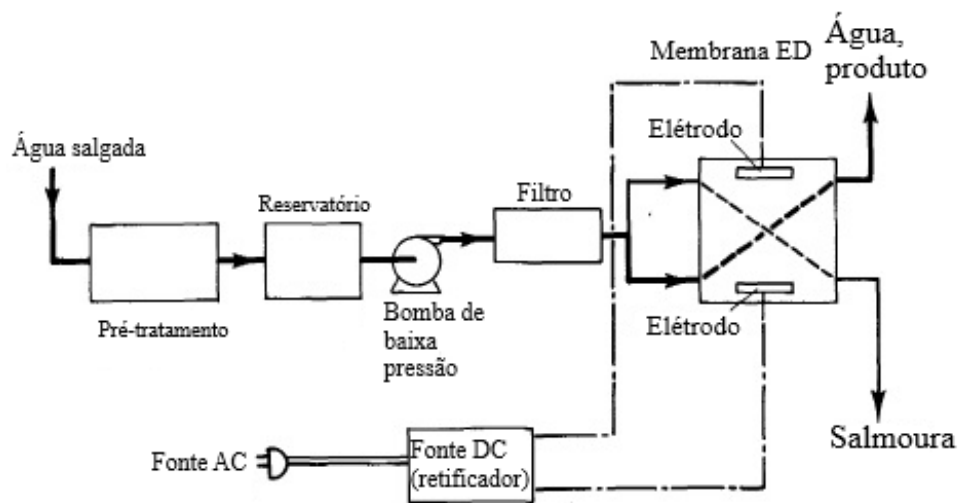 Água salgada
Pré-tratamento
Reservatório
Bomba de
baixa
pressão
Filtro
Membrana ED
Elétrodo
Elétrodo
Água,
produto
Salmoura
Fonte AC
Fonte DC
(retificador)